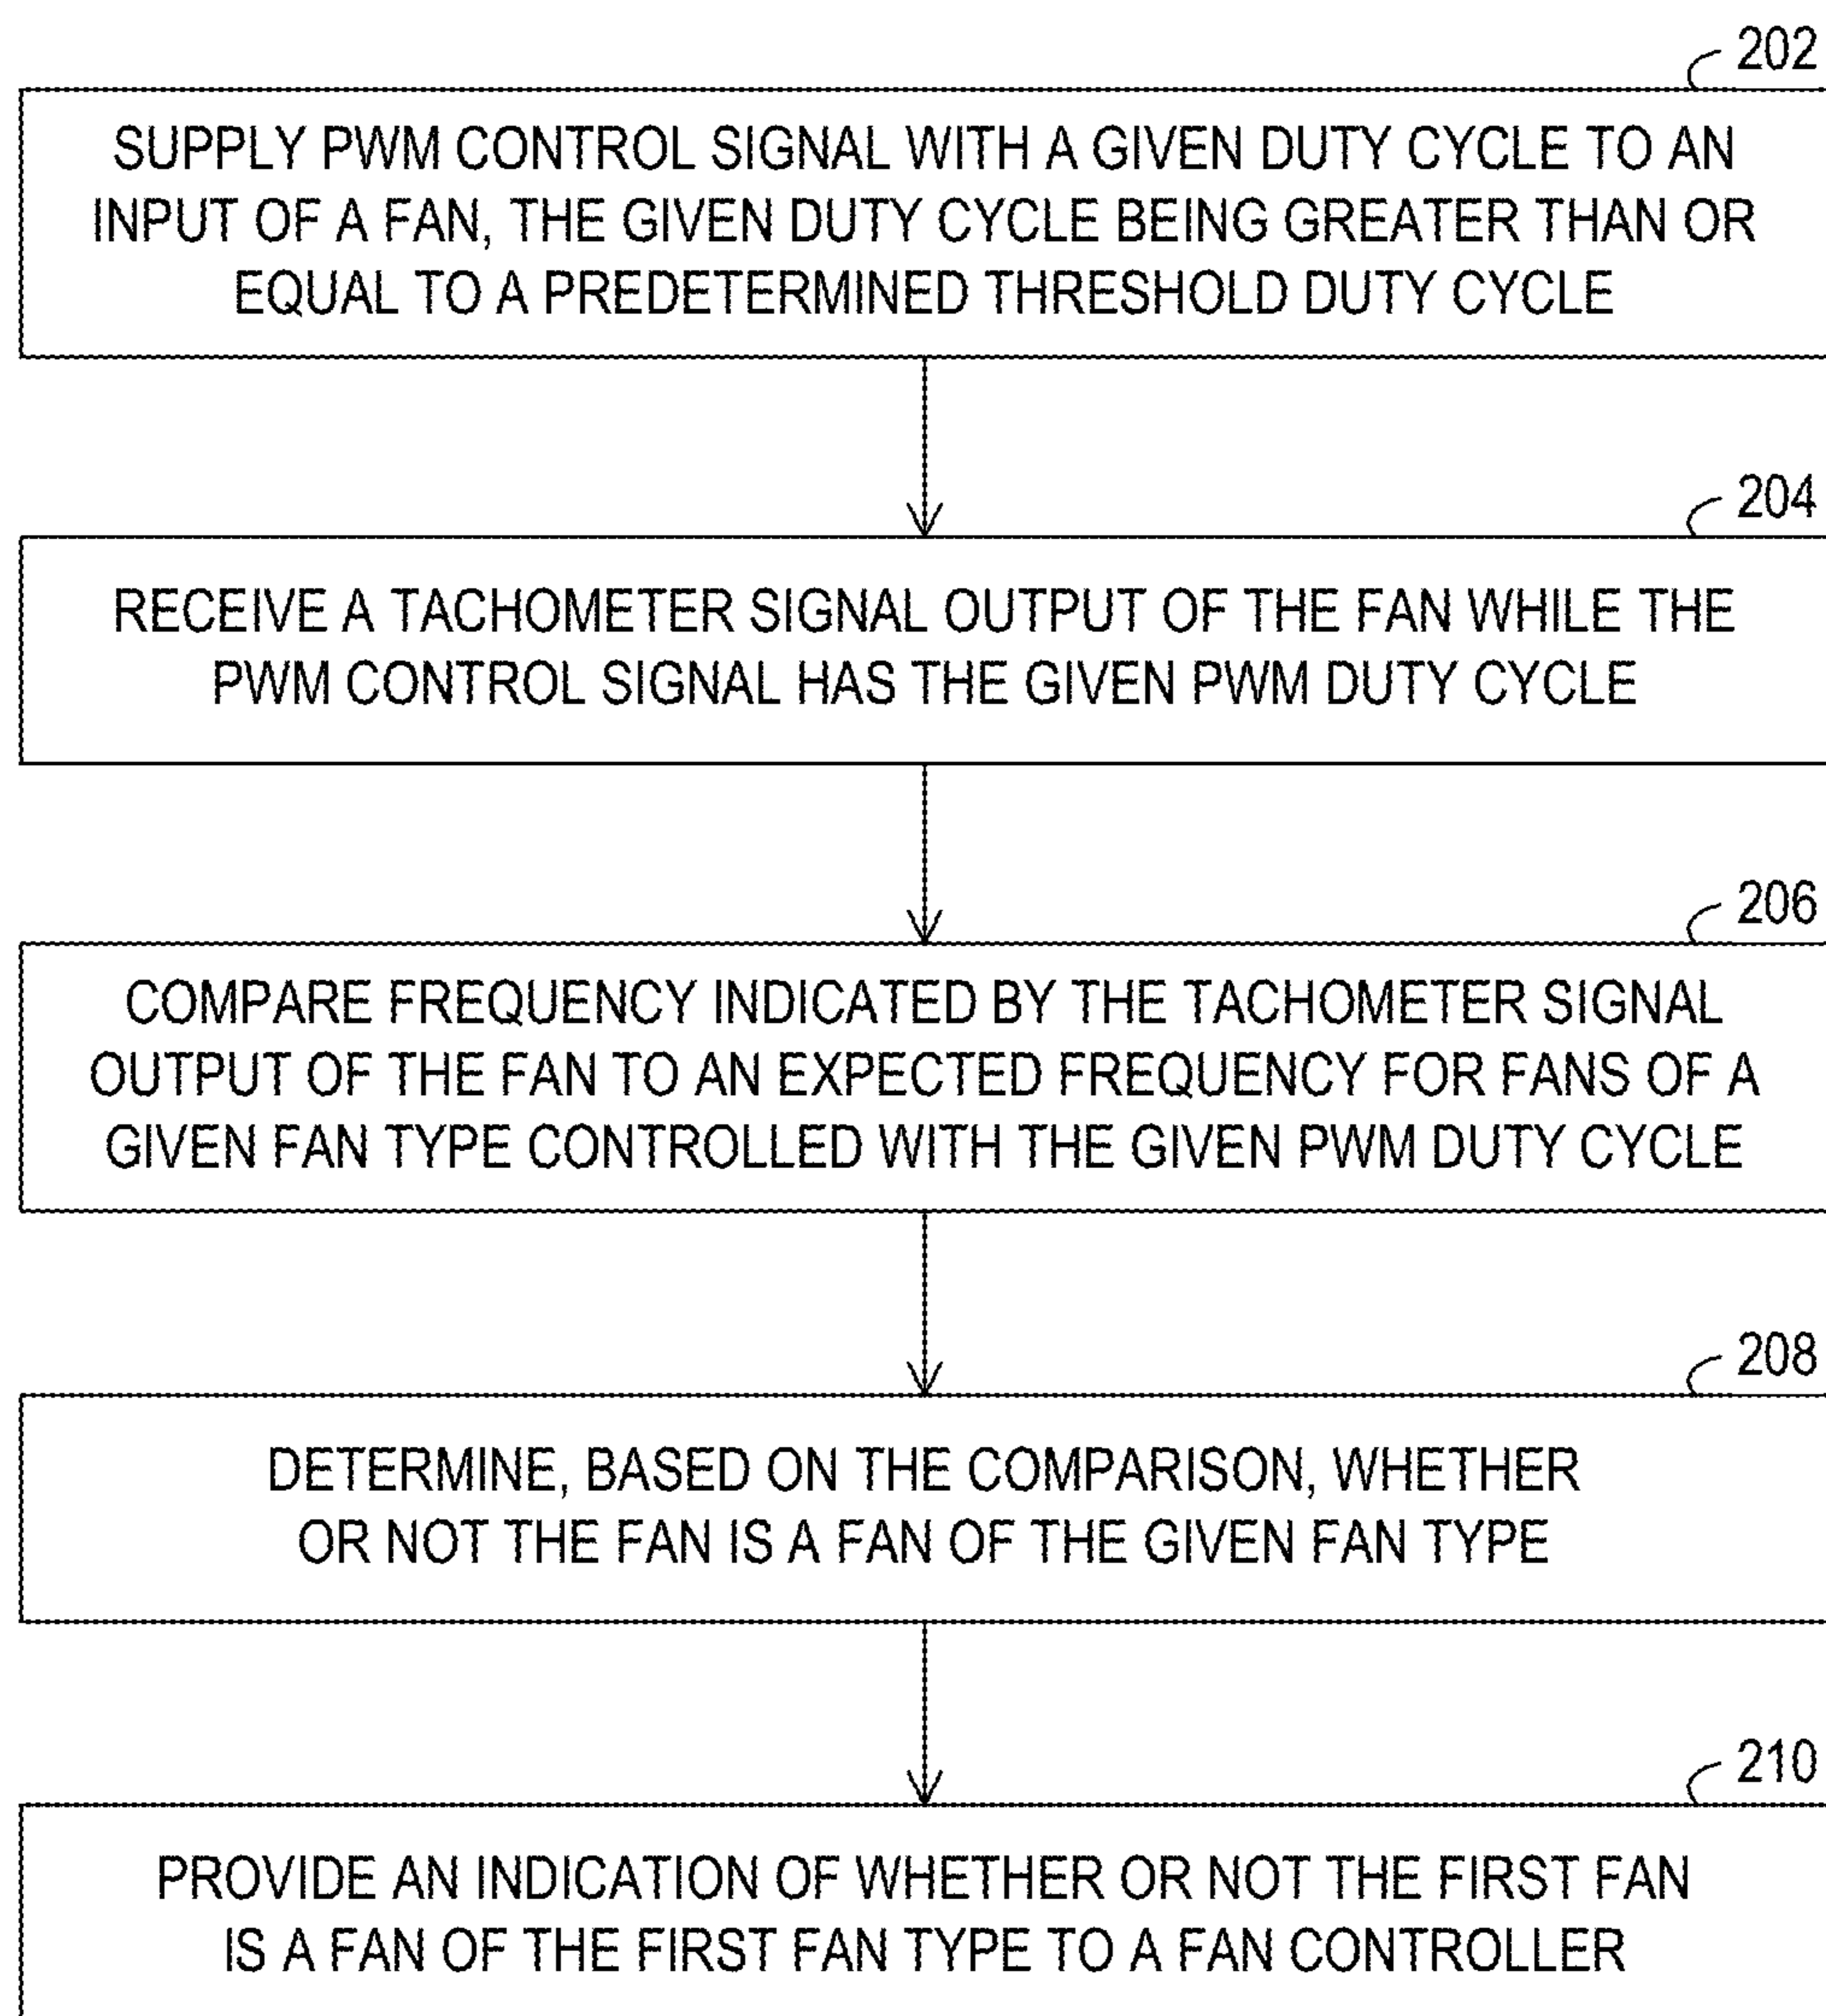 202
SUPPLY PWM CONTROL SIGNAL WITH A GIVEN DUTY CYCLE TO AN
INPUT OF A FAN, THE GIVEN DUTY CYCLE BEING GREATER THAN OR
EQUAL TO A PREDETERMINED THRESHOLD DUTY CYCLE
204
RECEIVE A TACHOMETER SIGNAL OUTPUT OF THE FAN WHILE THE
PWM CONTROL SIGNAL HAS THE GIVEN PWM DUTY CYCLE
206
COMPARE FREQUENCY INDICATED BY THE TACHOMETER SIGNAL
OUTPUT OF THE FAN TO AN EXPECTED FREQUENCY FOR FANS OF A
GIVEN FAN TYPE CONTROLLED WITH THE GIVEN PWM DUTY CYCLE
208
DETERMINE, BASED ON THE COMPARISON, WHETHER
OR NOT THE FAN IS A FAN OF THE GIVEN FAN TYPE
210
PROVIDE AN INDICATION OF WHETHER OR NOT THE FIRST FAN
IS A FAN OF THE FIRST FAN TYPE TO A FAN CONTROLLER